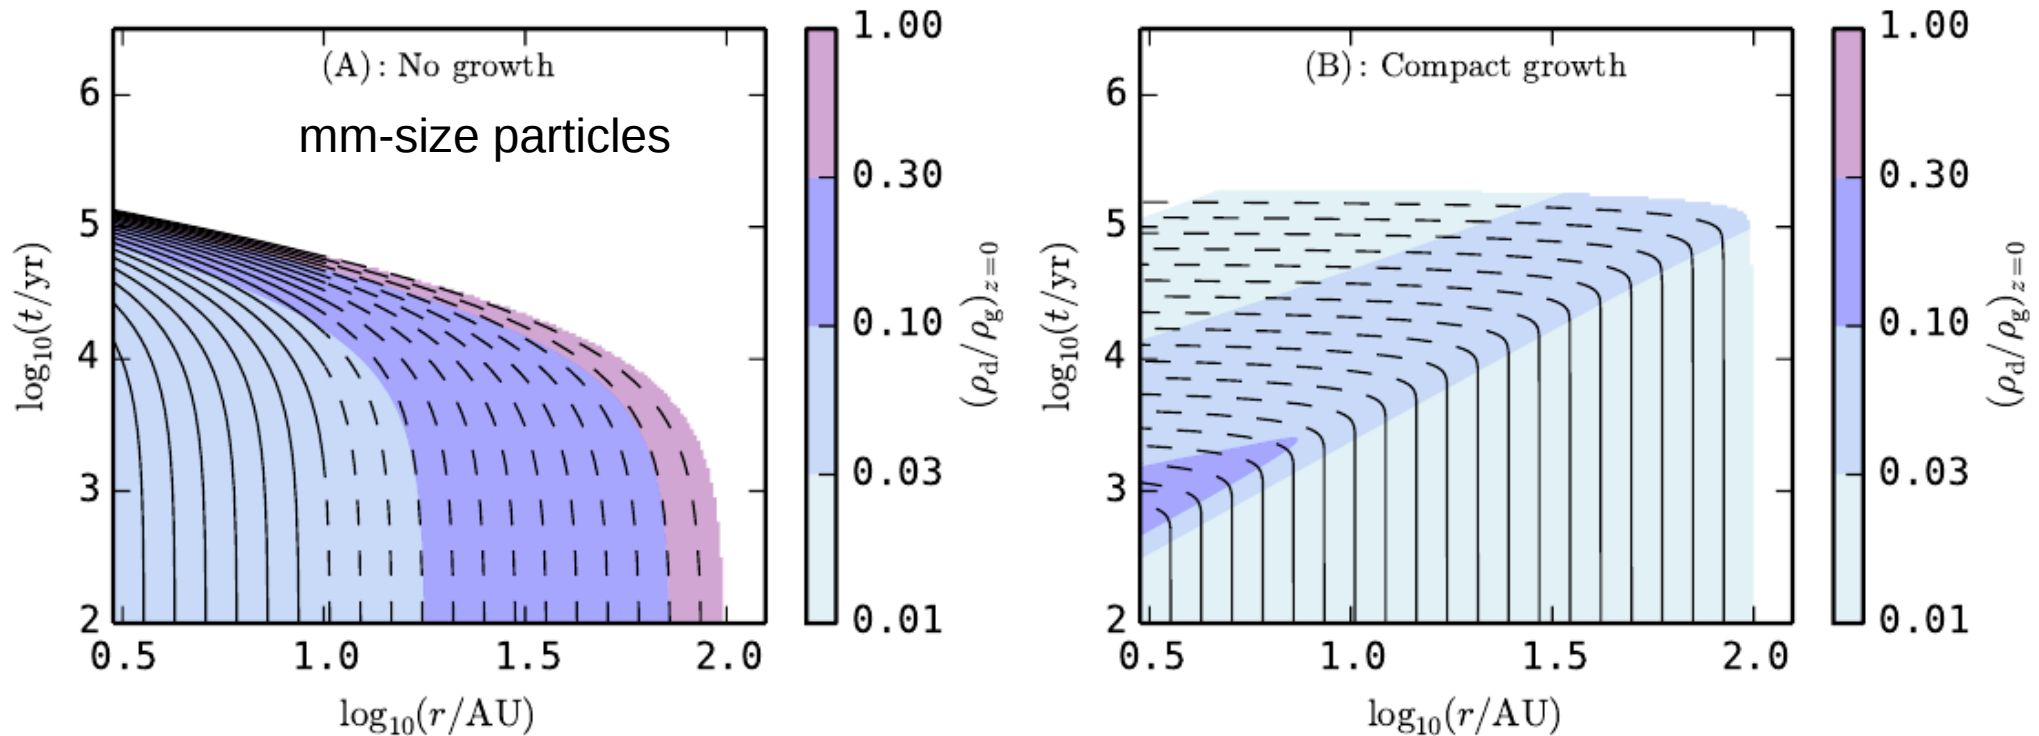 (A): No growth
mm-size particles
6
5
4
3
2
0.5 1.0 1.5 2.0
log₁₀(r/AU)
log₁₀(t/yr)
1.00
0.30
0.10
0.03
0.01
(ρd/ρg)z=0
(B): Compact growth
6
5
4
3
2
0.5 1.0 1.5 2.0
log₁₀(r/AU)
log₁₀(t/yr)
1.00
0.30
0.10
0.03
0.01
(ρd/ρg)z=0